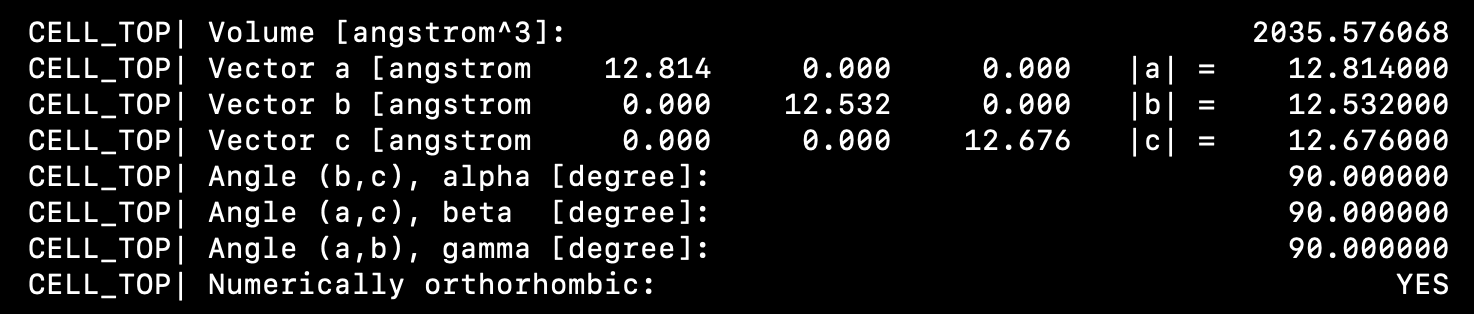 CELL_TOP| Volume [angstrom^3]: 2035.576068
CELL_TOP| Vector a [angstrom 12.814 0.000 0.000 |a| = 12.814000
CELL_TOP| Vector b [angstrom 0.000 12.532 0.000 |b| = 12.532000
CELL_TOP| Vector c [angstrom 0.000 0.000 12.676 |c| = 12.676000
CELL_TOP| Angle (b,c), alpha [degree]: 90.000000
CELL_TOP| Angle (a,c), beta  [degree]: 90.000000
CELL_TOP| Angle (a,b), gamma [degree]: 90.000000
CELL_TOP| Numerically orthorhombic: YES